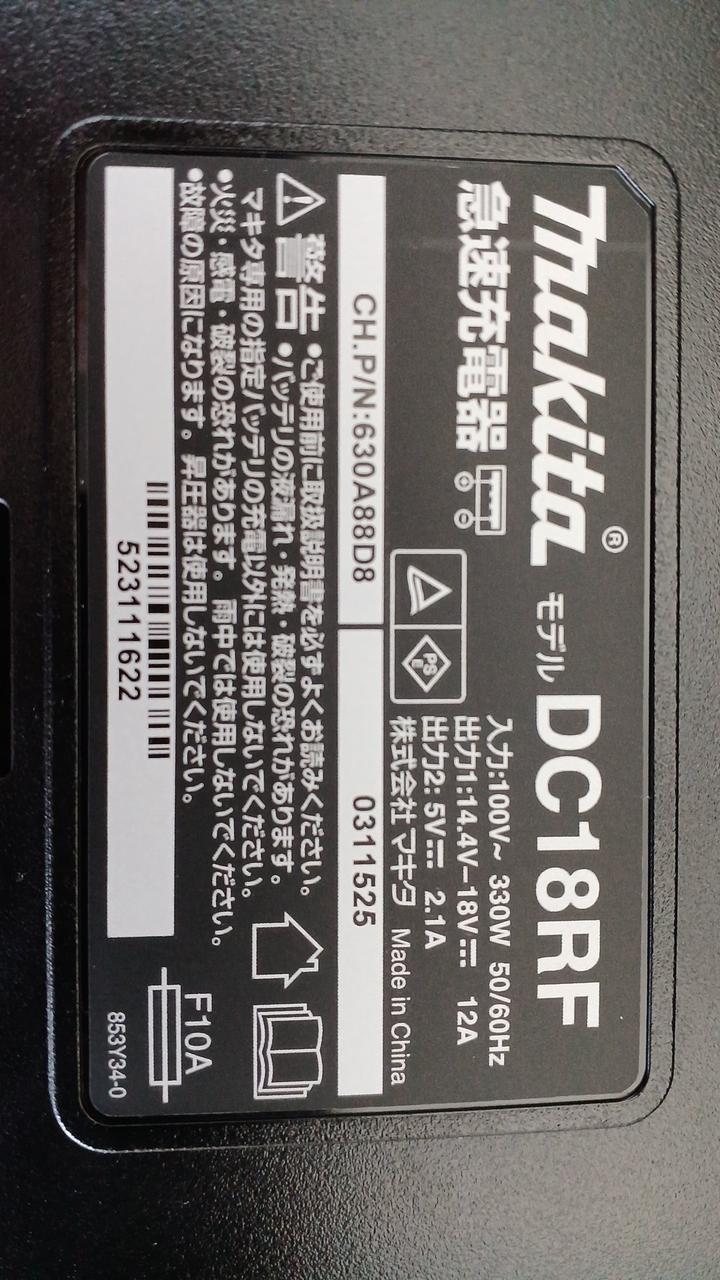 makita®
モデル DC18RF
急速充電器
入力:100V~ 330W 50/60Hz
出力1:14.4V–18V⎓ 12A
出力2: 5V⎓ 2.1A
PS
E
株式会社マキタ Made in China
CH.P/N:630A88D8
0311525
警告 •ご使用前に取扱説明書を必ずよくお読みください。
•バッテリの液漏れ・発熱・破裂の恐れがあります。
マキタ専用の指定バッテリの充電以外には使用しないでください。
•火災・感電・破裂の恐れがあります。雨中では使用しないでください。
•故障の原因になります。昇圧器は使用しないでください。
F10A
523111622
853Y34-0